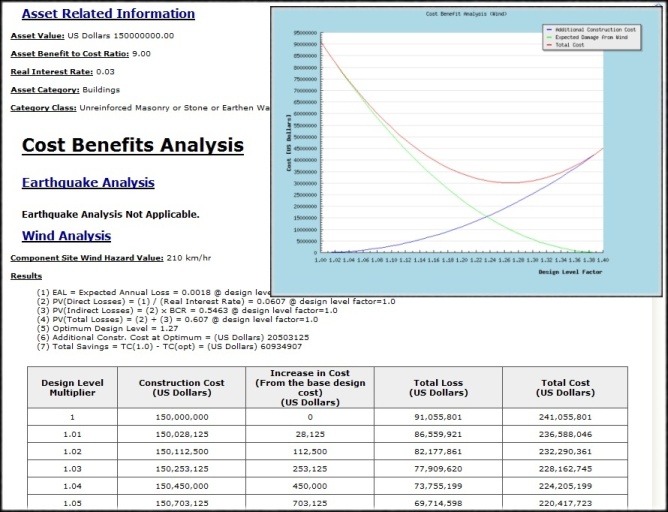 Asset Related Information
Asset Value: US Dollars 150000000.00
Asset Benefit to Cost Ratio: 9.00
Real Interest Rate: 0.03
Asset Category: Buildings
Category Class: Unreinforced Masonry or Stone or Earthen Wa
Cost Benefit Analysis (Wind)
Additional Construction Cost
Expected Damage from Wind
Total Cost
Cost (US Dollars)
95000000
90000000
85000000
80000000
75000000
70000000
65000000
60000000
55000000
50000000
45000000
40000000
35000000
30000000
25000000
20000000
15000000
10000000
5000000
0
1.00 1.02 1.04 1.06 1.08 1.10 1.12 1.14 1.16 1.18 1.20 1.22 1.24 1.26 1.28 1.30 1.32 1.34 1.36 1.38 1.40
Design Level Factor
Cost Benefits Analysis
Earthquake Analysis
Earthquake Analysis Not Applicable.
Wind Analysis
Component Site Wind Hazard Value: 210 km/hr
Results
(1) EAL = Expected Annual Loss = 0.0018 @ design leve
(2) PV(Direct Losses) = (1) / (Real Interest Rate) = 0.0607 @ design level factor=1.0
(3) PV(Indirect Losses) = (2) x BCR = 0.5463 @ design level factor=1.0
(4) PV(Total Losses) = (2) + (3) = 0.607 @ design level factor=1.0
(5) Optimum Design Level = 1.27
(6) Additional Constr. Cost at Optimum = (US Dollars) 20503125
(7) Total Savings = TC(1.0) - TC(opt) = (US Dollars) 60934907
Design Level Multiplier
Construction Cost (US Dollars)
Increase in Cost (From the base design cost) (US Dollars)
Total Loss (US Dollars)
Total Cost (US Dollars)
1 150,000,000 0 91,055,801 241,055,801
1.01 150,028,125 28,125 86,559,921 236,588,046
1.02 150,112,500 112,500 82,177,861 232,290,361
1.03 150,253,125 253,125 77,909,620 228,162,745
1.04 150,450,000 450,000 73,755,199 224,205,199
1.05 150,703,125 703,125 69,714,598 220,417,723